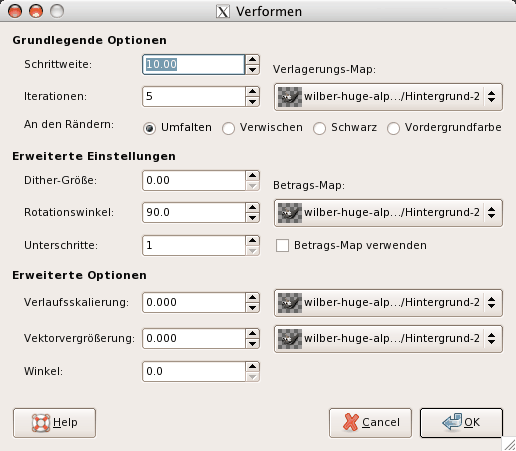 Verformen
Grundlegende Optionen
Schrittweite: 10.00 Verlagerungs-Map:
Iterationen: 5 wilber-huge-alp.../Hintergrund-2
An den Rändern: Umfalten Verwischen Schwarz Vordergrundfarbe
Erweiterte Einstellungen
Dither-Größe: 0.00 Betrags-Map:
Rotationswinkel: 90.0 wilber-huge-alp.../Hintergrund-2
Unterschritte: 1 Betrags-Map verwenden
Erweiterte Optionen
Verlaufsskalierung: 0.000 wilber-huge-alp.../Hintergrund-2
Vektorvergrößerung: 0.000 wilber-huge-alp.../Hintergrund-2
Winkel: 0.0
Help Cancel OK